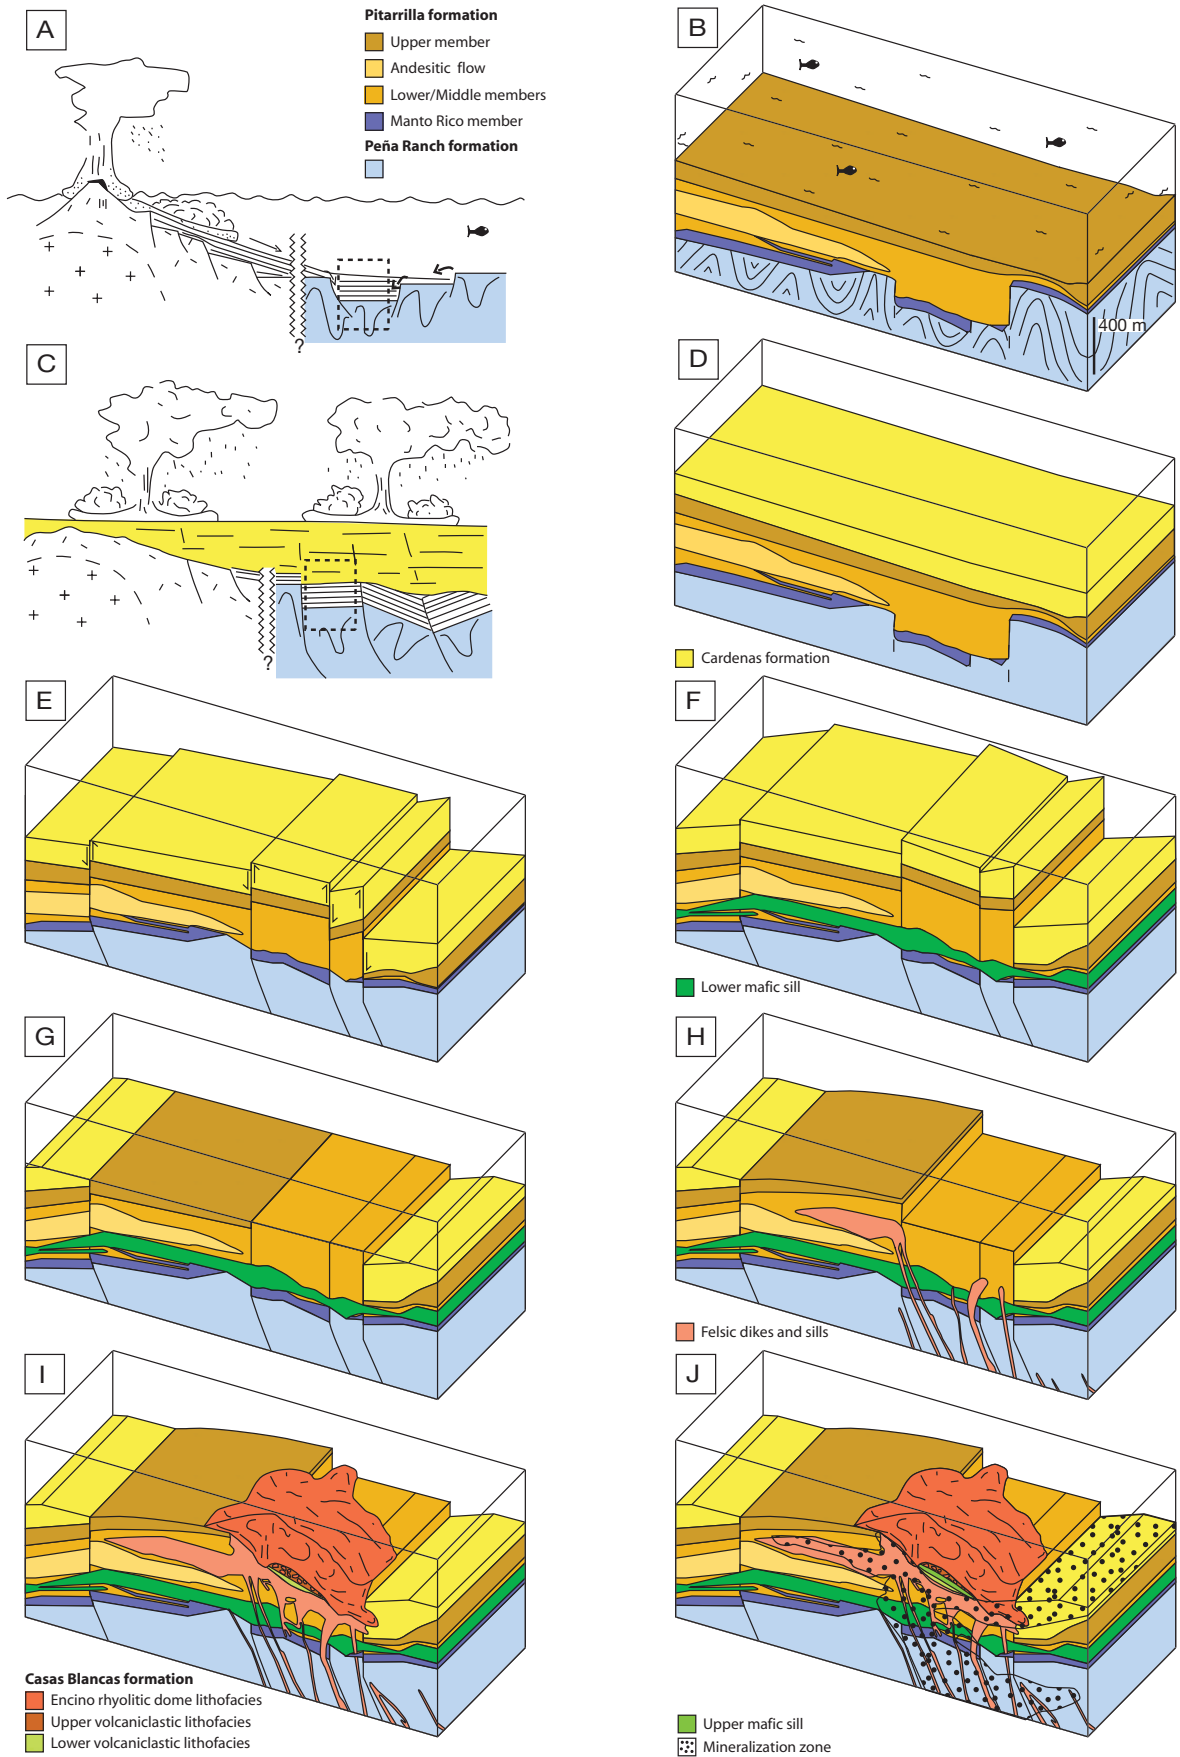 A
Pitarrilla formation
Upper member
Andesitic flow
Lower/Middle members
Manto Rico member
Peña Ranch formation
?
B
400 m
C
?
D
Cardenas formation
E
F
Lower mafic sill
G
H
Felsic dikes and sills
I
Casas Blancas formation
Encino rhyolitic dome lithofacies
Upper volcaniclastic lithofacies
Lower volcaniclastic lithofacies
J
Upper mafic sill
Mineralization zone